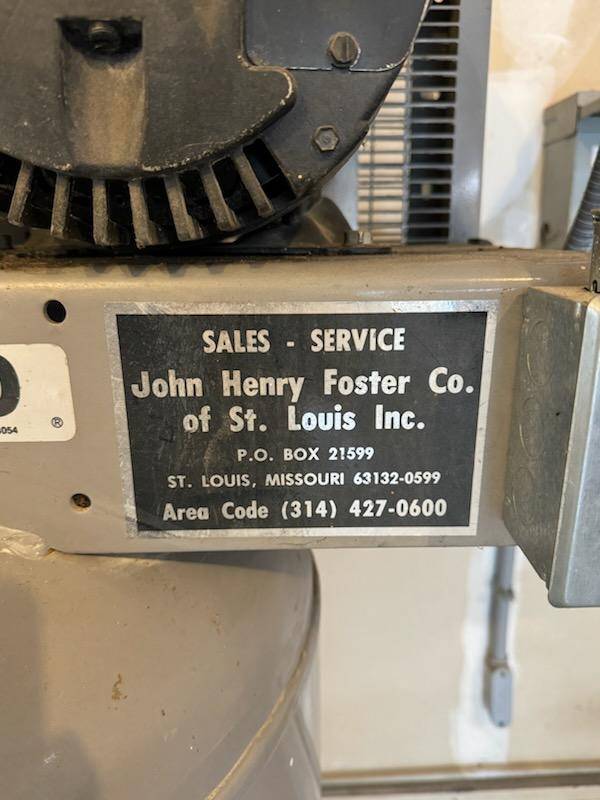 SALES - SERVICE
John Henry Foster Co.
of St. Louis Inc.
P.O. BOX 21599
ST. LOUIS, MISSOURI 63132-0599
Area Code (314) 427-0600
®